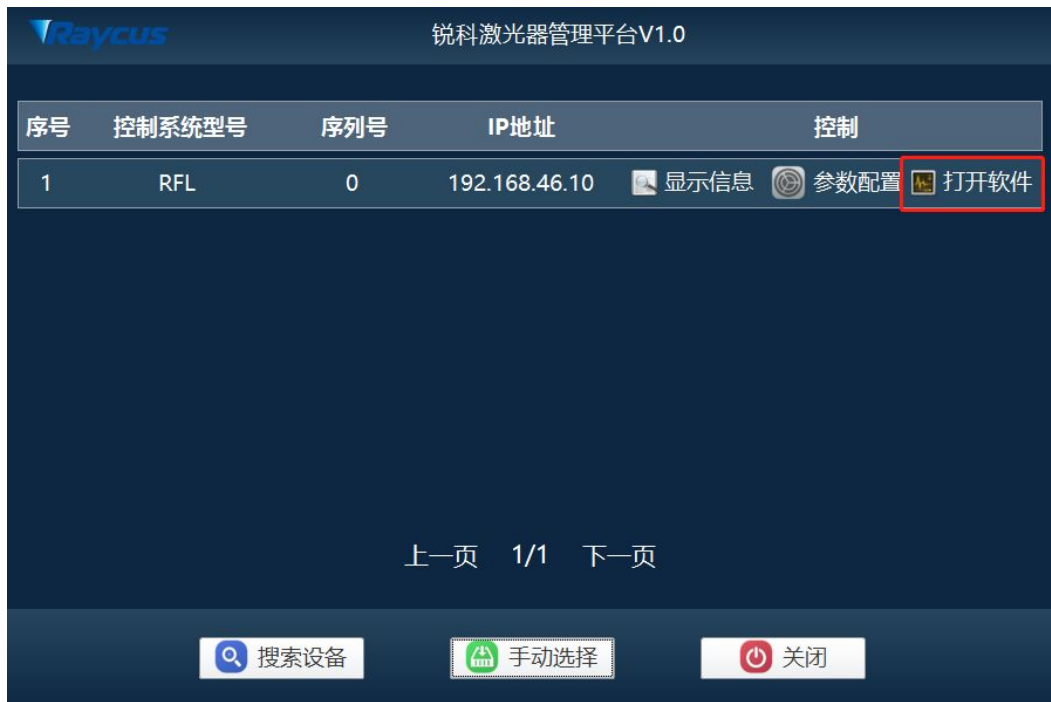 Raycus 锐科激光器管理平台V1.0
序号 控制系统型号 序列号 IP地址 控制
1 RFL 0 192.168.46.10 显示信息 参数配置 打开软件
上一页 1/1 下一页
搜索设备 手动选择 关闭